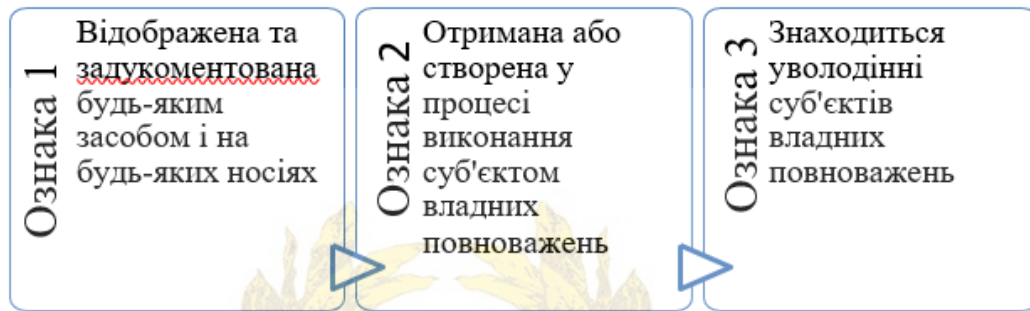 Ознака 1
Відображена та
задукоментована
будь-яким
засобом і на
будь-яких носіях
Ознака 2
Отримана або
створена у
процесі
виконання
суб'єктом
владних
повноважень
Ознака 3
Знаходиться
уволодінні
суб'єктів
владних
повноважень